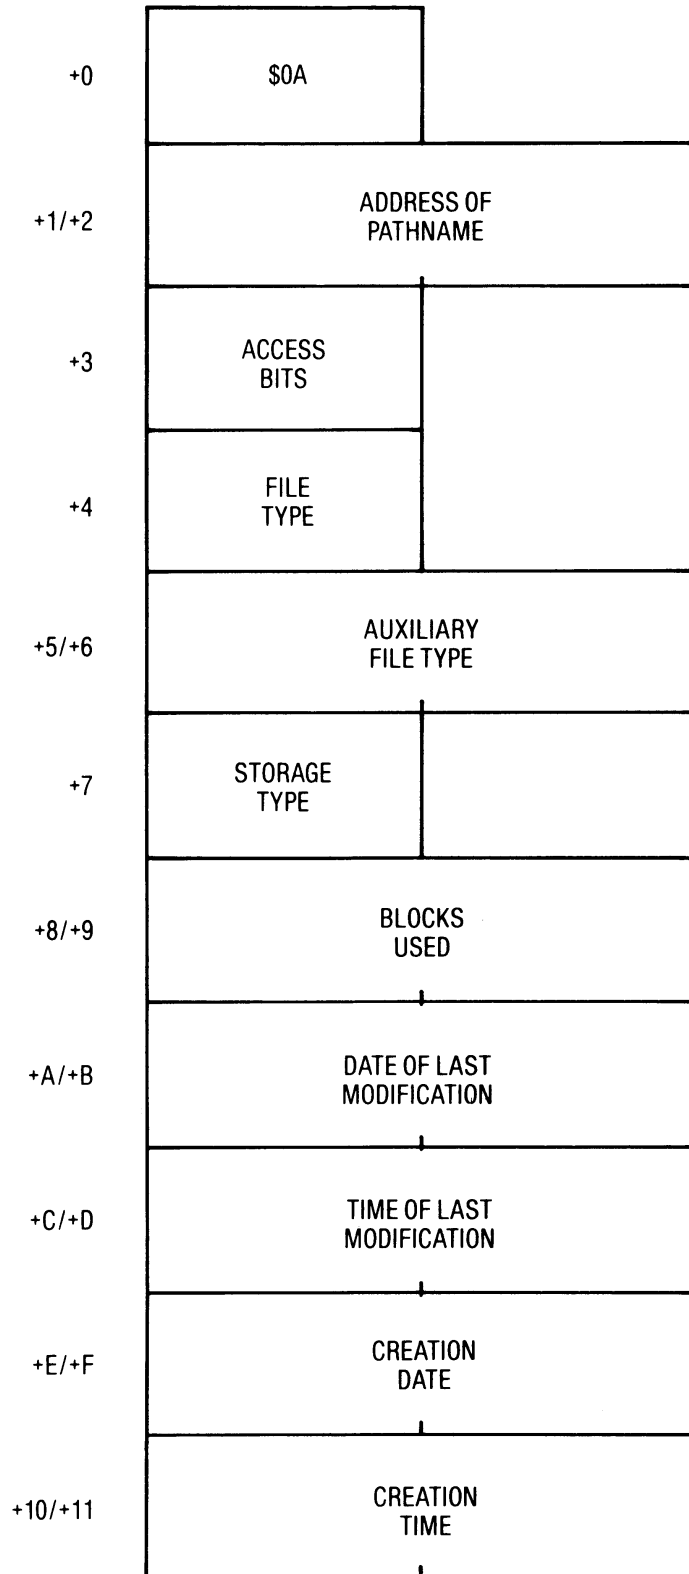 +0
$0A
+1/+2
ADDRESS OF
PATHNAME
+3
ACCESS
BITS
+4
FILE
TYPE
+5/+6
AUXILIARY
FILE TYPE
+7
STORAGE
TYPE
+8/+9
BLOCKS
USED
+A/+B
DATE OF LAST
MODIFICATION
+C/+D
TIME OF LAST
MODIFICATION
+E/+F
CREATION
DATE
+10/+11
CREATION
TIME